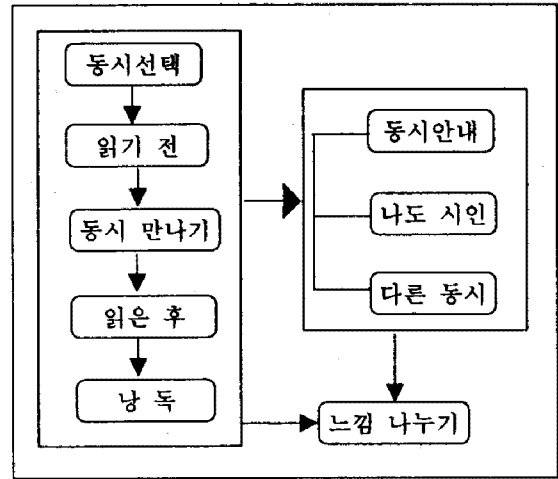 동시선택
읽기 전
동시 만나기
읽은 후
낭 독
동시안내
나도 시인
다른 동시
느낌 나누기